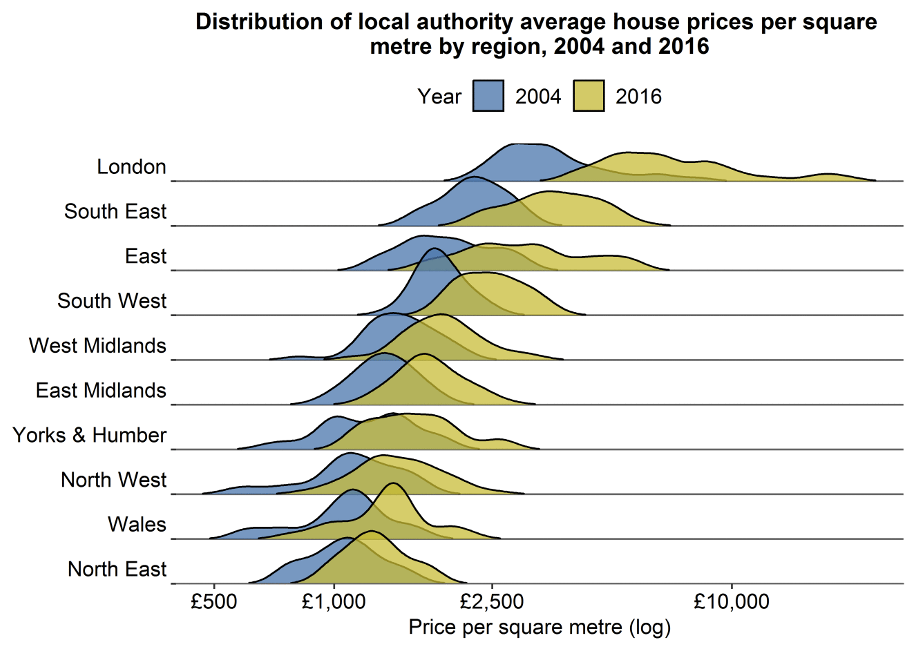 Distribution of local authority average house prices per square
metre by region, 2004 and 2016
Year 2004 2016
London
South East
East
South West
West Midlands
East Midlands
Yorks & Humber
North West
Wales
North East
£500 £1,000 £2,500 £10,000
Price per square metre (log)